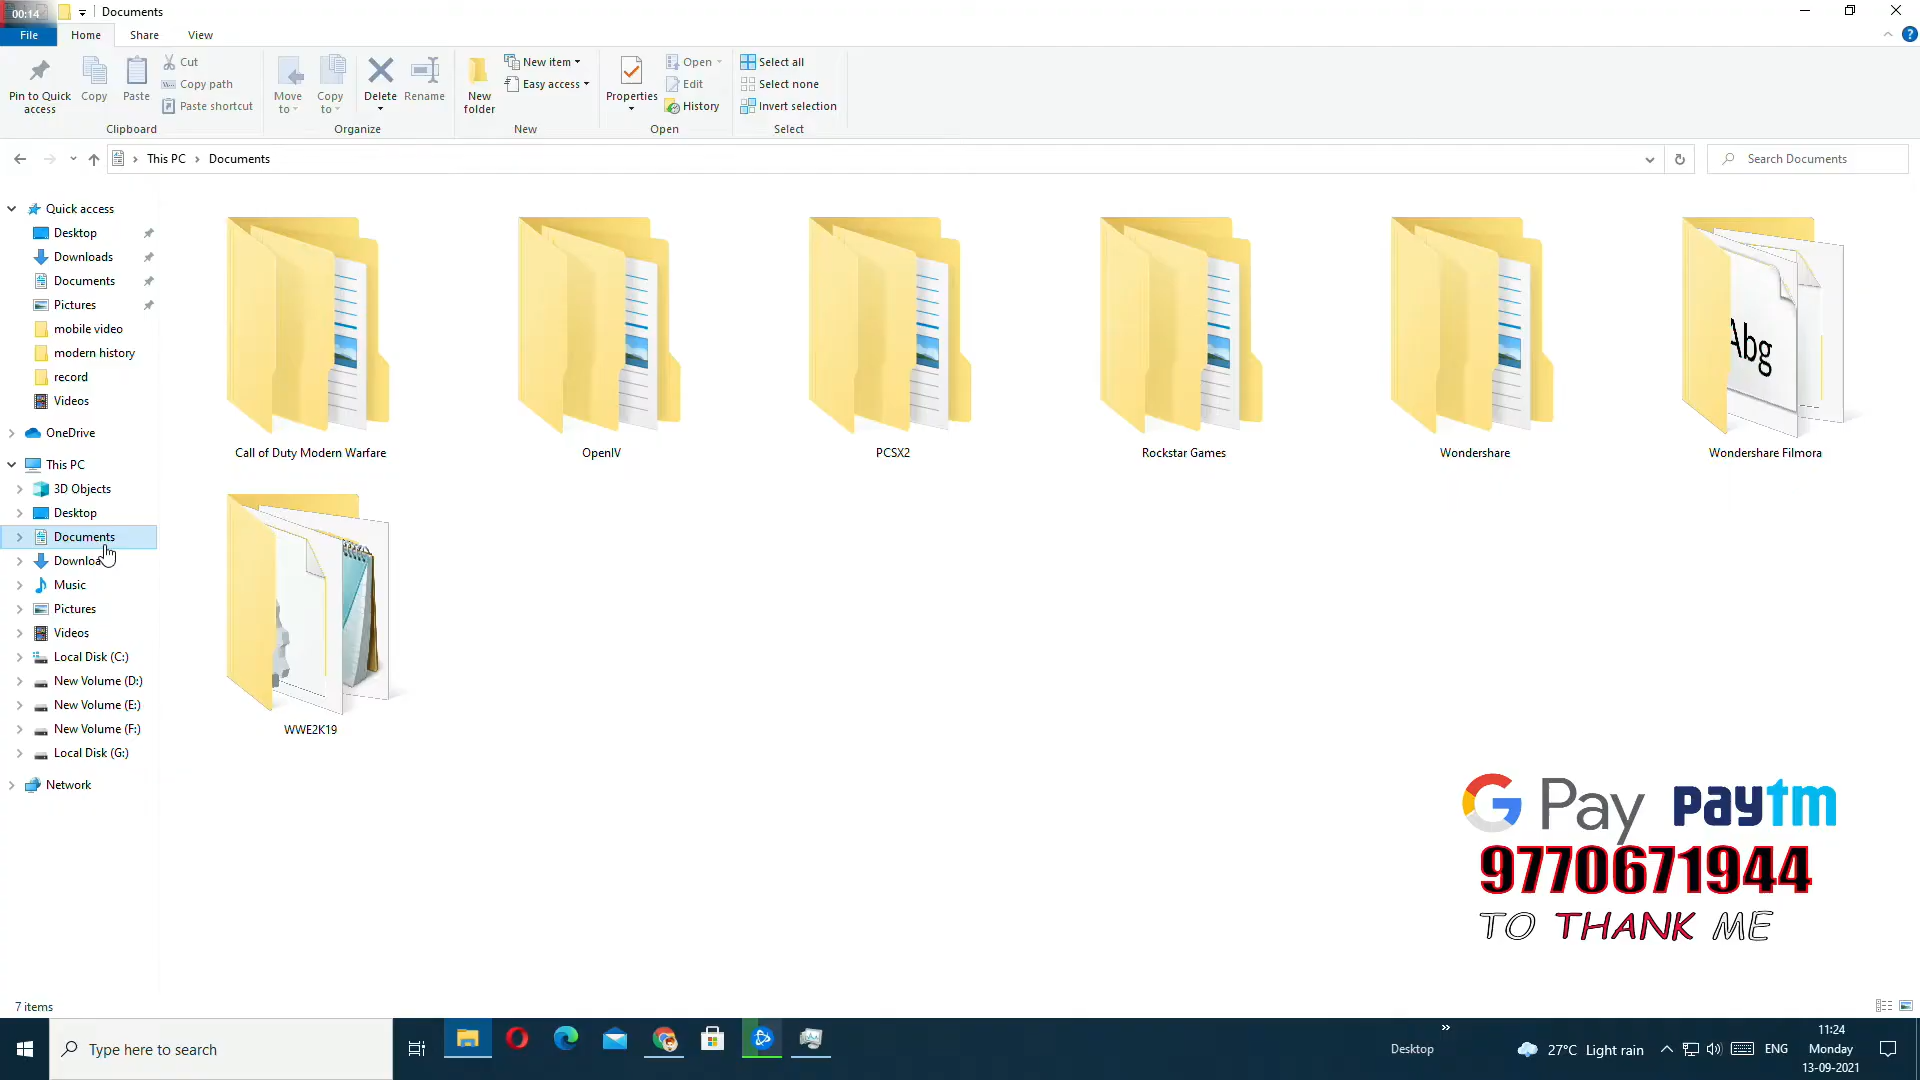 00:14
Documents
File
Home
Share
View
?
Pin to Quick access
Copy
Paste
Cut
Copy path
Paste shortcut
Move to
Copy to
Delete
Rename
New folder
New item
Easy access
Properties
Open
Edit
History
Select all
Select none
Invert selection
Clipboard
Organize
New
Open
Select
This PC > Documents
Search Documents
Quick access
Desktop
Downloads
Documents
Pictures
mobile video
modern history
record
Videos
OneDrive
This PC
3D Objects
Desktop
Documents
Music
Pictures
Videos
Local Disk (C:)
New Volume (D:)
New Volume (E:)
New Volume (F:)
Local Disk (G:)
Network
Call of Duty Modern Warfare
OpenIV
PCSX2
Rockstar Games
Wondershare
Abg
Wondershare Filmora
WWE2K19
G Pay paytm
9770671944
TO THANK ME
7 items
Type here to search
Desktop
27°C Light rain
ENG
11:24
Monday
13-09-2021